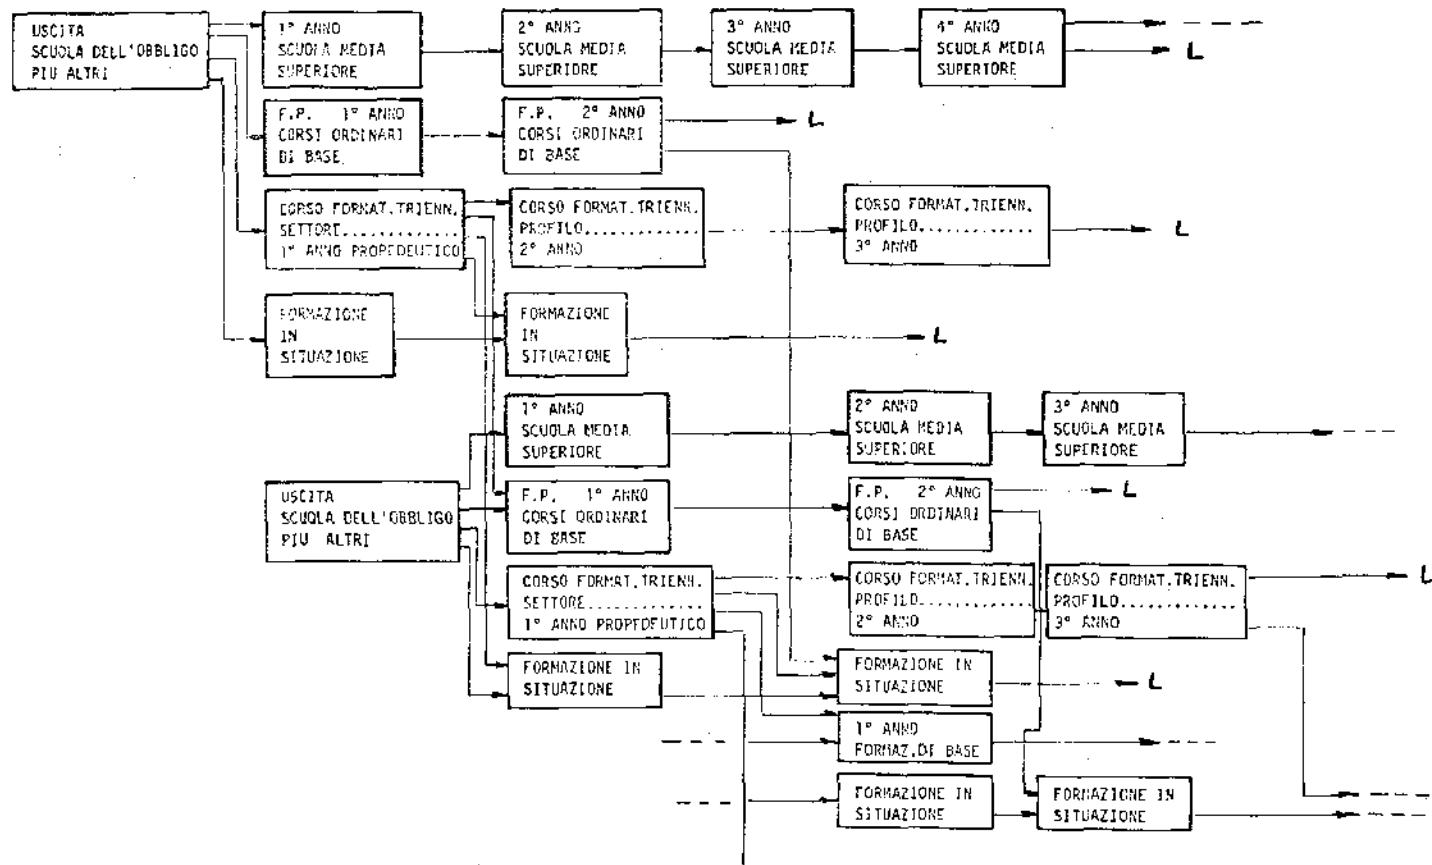 USCITA
SCUOLA DELL'OBBLIGO
PIU ALTRI
1° ANNO
SCUOLA MEDIA
SUPERIORE
2° ANNO
SCUOLA MEDIA
SUPERIORE
3° ANNO
SCUOLA MEDIA
SUPERIORE
4° ANNO
SCUOLA MEDIA
SUPERIORE
L
F.P. 1° ANNO
CORSI ORDINARI
DI BASE
F.P. 2° ANNO
CORSI ORDINARI
DI BASE
L
CORSO FORMAT.TRIENN.
SETTORE.............
1° ANNO PROPEDEUTICO
CORSO FORMAT.TRIENN.
PROFILO.............
2° ANNO
CORSO FORMAT.TRIENN.
PROFILO.............
3° ANNO
L
FORMAZIONE
IN
SITUAZIONE
FORMAZIONE
IN
SITUAZIONE
L
1° ANNO
SCUOLA MEDIA
SUPERIORE
2° ANNO
SCUOLA MEDIA
SUPERIORE
3° ANNO
SCUOLA MEDIA
SUPERIORE
USCITA
SCUOLA DELL'OBBLIGO
PIU ALTRI
F.P. 1° ANNO
CORSI ORDINARI
DI BASE
F.P. 2° ANNO
CORSI ORDINARI
DI BASE
L
CORSO FORMAT.TRIENN.
SETTORE.............
1° ANNO PROPEDEUTICO
CORSO FORMAT.TRIENN.
PROFILO.............
2° ANNO
CORSO FORMAT.TRIENN.
PROFILO.............
3° ANNO
L
FORMAZIONE IN
SITUAZIONE
FORMAZIONE IN
SITUAZIONE
L
1° ANNO
FORMAZ.DI BASE
FORMAZIONE IN
SITUAZIONE
FORMAZIONE IN
SITUAZIONE